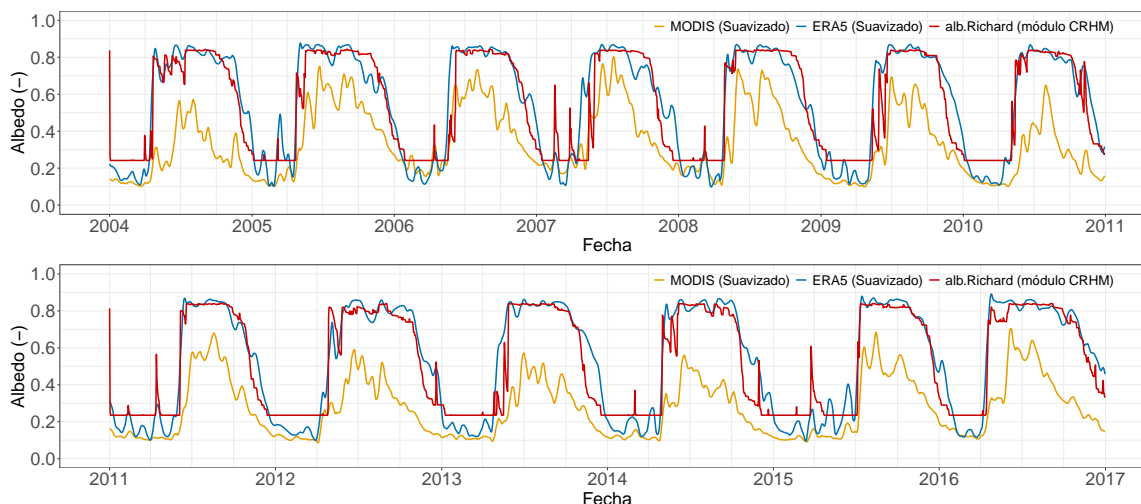 MODIS (Suavizado) ERA5 (Suavizado) alb.Richard (módulo CRHM)
1.0
0.8
0.6
0.4
0.2
0.0
Albedo (−)
2004 2005 2006 2007 2008 2009 2010 2011
Fecha
MODIS (Suavizado) ERA5 (Suavizado) alb.Richard (módulo CRHM)
1.0
0.8
0.6
0.4
0.2
0.0
Albedo (−)
2011 2012 2013 2014 2015 2016 2017
Fecha